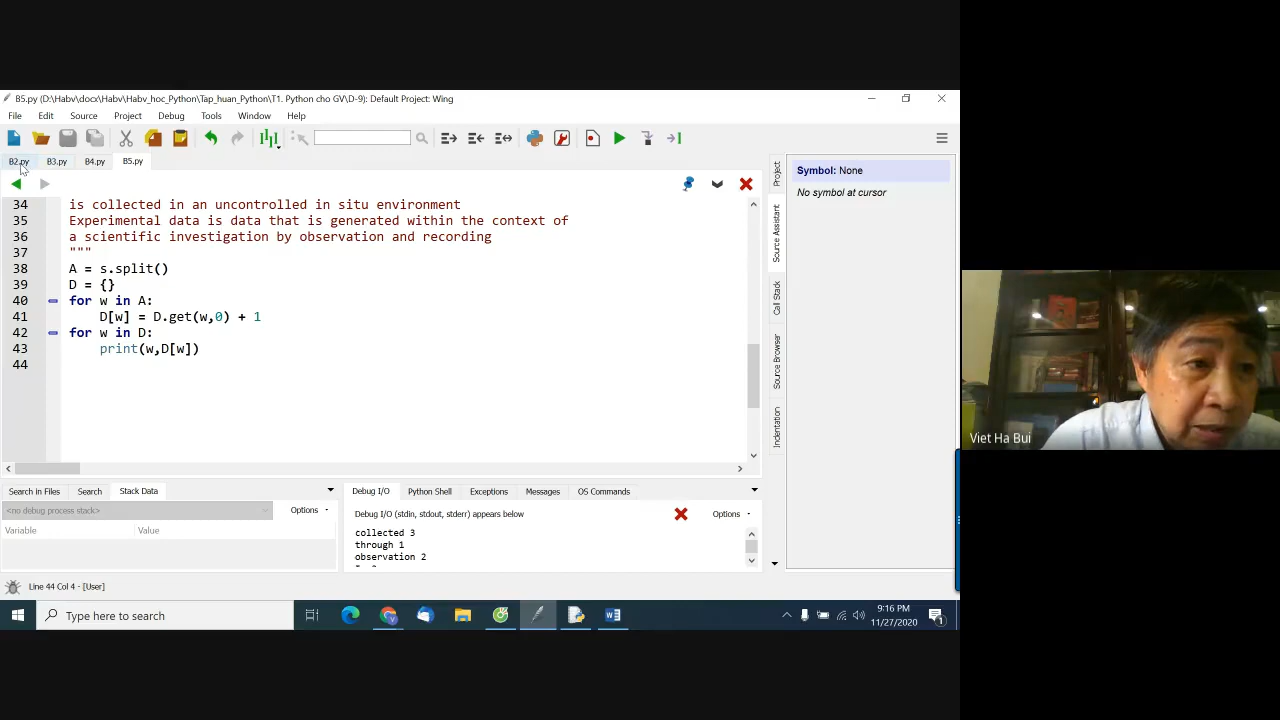 B5.py (D:\Habv\docx\Habv\Habv_hoc_Python\Tap_huan_Python\T1. Python cho GV\D-9): Default Project: Wing
File Edit Source Project Debug Tools Window Help
B2.py B3.py B4.py B5.py
34 is collected in an uncontrolled in situ environment
35 Experimental data is data that is generated within the context of
36 a scientific investigation by observation and recording
37 """
38 A = s.split()
39 D = {}
40 for w in A:
41 D[w] = D.get(w,0) + 1
42 for w in D:
43 print(w,D[w])
44
Project
Source Assistant
Call Stack
Source Browser
Indentation
Symbol: None
No symbol at cursor
Viet Ha Bui
Search in Files Search Stack Data
<no debug process stack> Options
Variable Value
Debug I/O Python Shell Exceptions Messages OS Commands
Debug I/O (stdin, stdout, stderr) appears below Options
collected 3
through 1
observation 2
Line 44 Col 4 - [User]
Type here to search
9:16 PM
11/27/2020
1